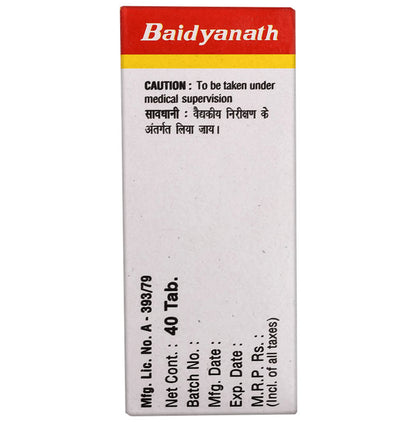 Baidyanath
CAUTION : To be taken under
medical supervision
सावधानी : वैद्यकीय निरीक्षण के
अंतर्गत लिया जाय।
Mfg. Lic. No. A - 393/79
Net Cont. : 40 Tab.
Batch No. :
Mfg. Date :
Exp. Date :
M.R.P. Rs. :
(Incl. of all taxes)